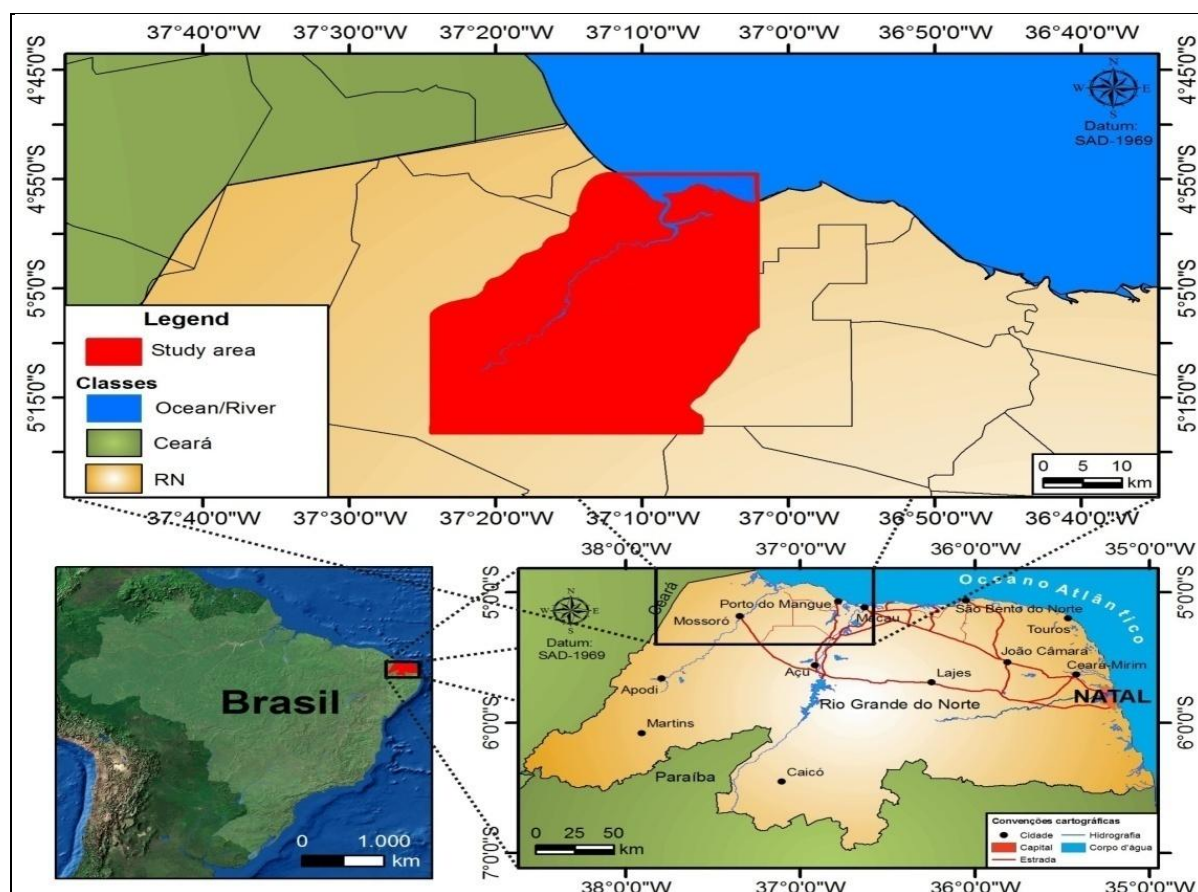 37°40'0"W 37°30'0"W 37°20'0"W 37°10'0"W 37°0'0"W 36°50'0"W 36°40'0"W
4°45'0"S
4°55'0"S
5°5'0"S
5°15'0"S
4°45'0"S
4°55'0"S
5°5'0"S
5°15'0"S
N
W E
S
Datum:
SAD-1969
Legend
Study area
Classes
Ocean/River
Ceará
RN
0 5 10
km
37°40'0"W 37°30'0"W 37°20'0"W 37°10'0"W 37°0'0"W 36°50'0"W 36°40'0"W
Brasil
0 1.000
km
38°0'0"W 37°0'0"W 36°0'0"W 35°0'0"W
5°0'0"S
6°0'0"S
7°0'0"S
5°0'0"S
6°0'0"S
7°0'0"S
N
W E
S
Datum:
SAD-1969
Ceará
Oceano Atlântico
Porto do Mangue
Macau
São Bento do Norte
Mossoró
Touros
João Câmara
Açu
Lajes
Ceará-Mirim
Apodi
NATAL
Rio Grande do Norte
Martins
Paraíba
Caicó
0 25 50
km
Convenções cartográficas
Cidade Hidrografia
Capital Corpo d'água
Estrada
38°0'0"W 37°0'0"W 36°0'0"W 35°0'0"W